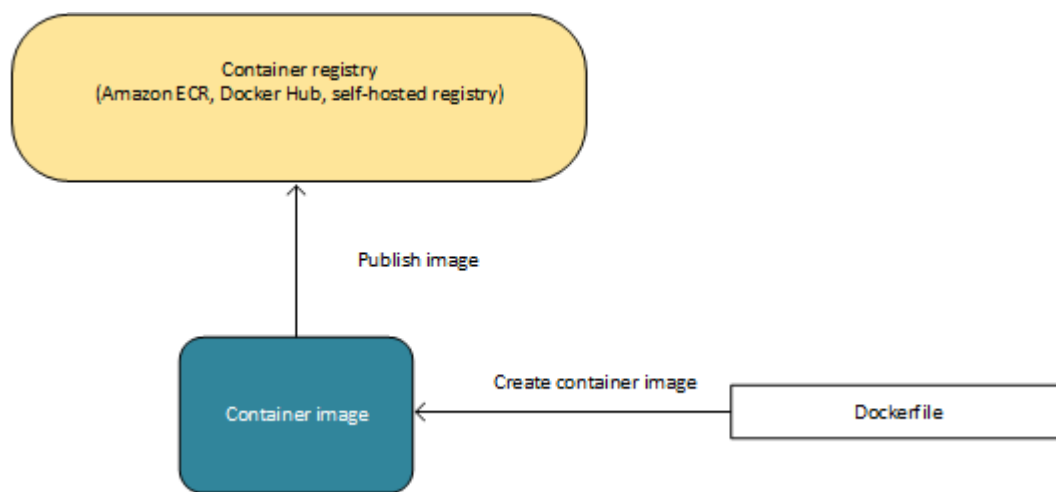 Container registry
(Amazon ECR, Docker Hub, self-hosted registry)
Publish image
Create container image
Container image
Dockerfile